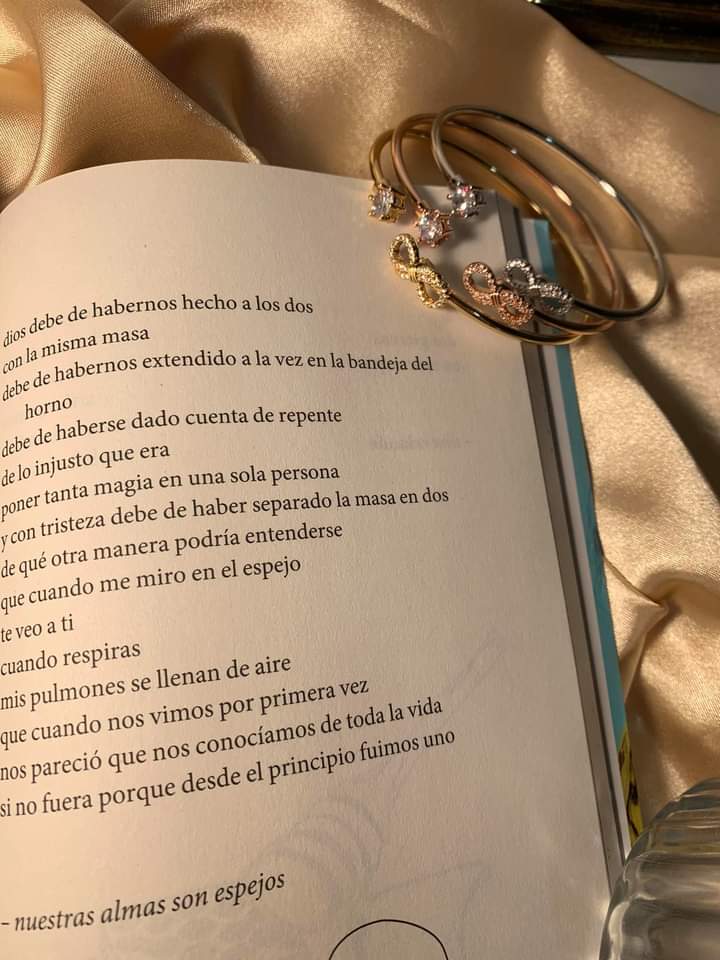 dios debe de habernos hecho a los dos
con la misma masa
debe de habernos extendido a la vez en la bandeja del
horno
debe de haberse dado cuenta de repente
de lo injusto que era
poner tanta magia en una sola persona
y con tristeza debe de haber separado la masa en dos
de qué otra manera podría entenderse
que cuando me miro en el espejo
te veo a ti
cuando respiras
mis pulmones se llenan de aire
que cuando nos vimos por primera vez
nos pareció que nos conocíamos de toda la vida
si no fuera porque desde el principio fuimos uno
- nuestras almas son espejos